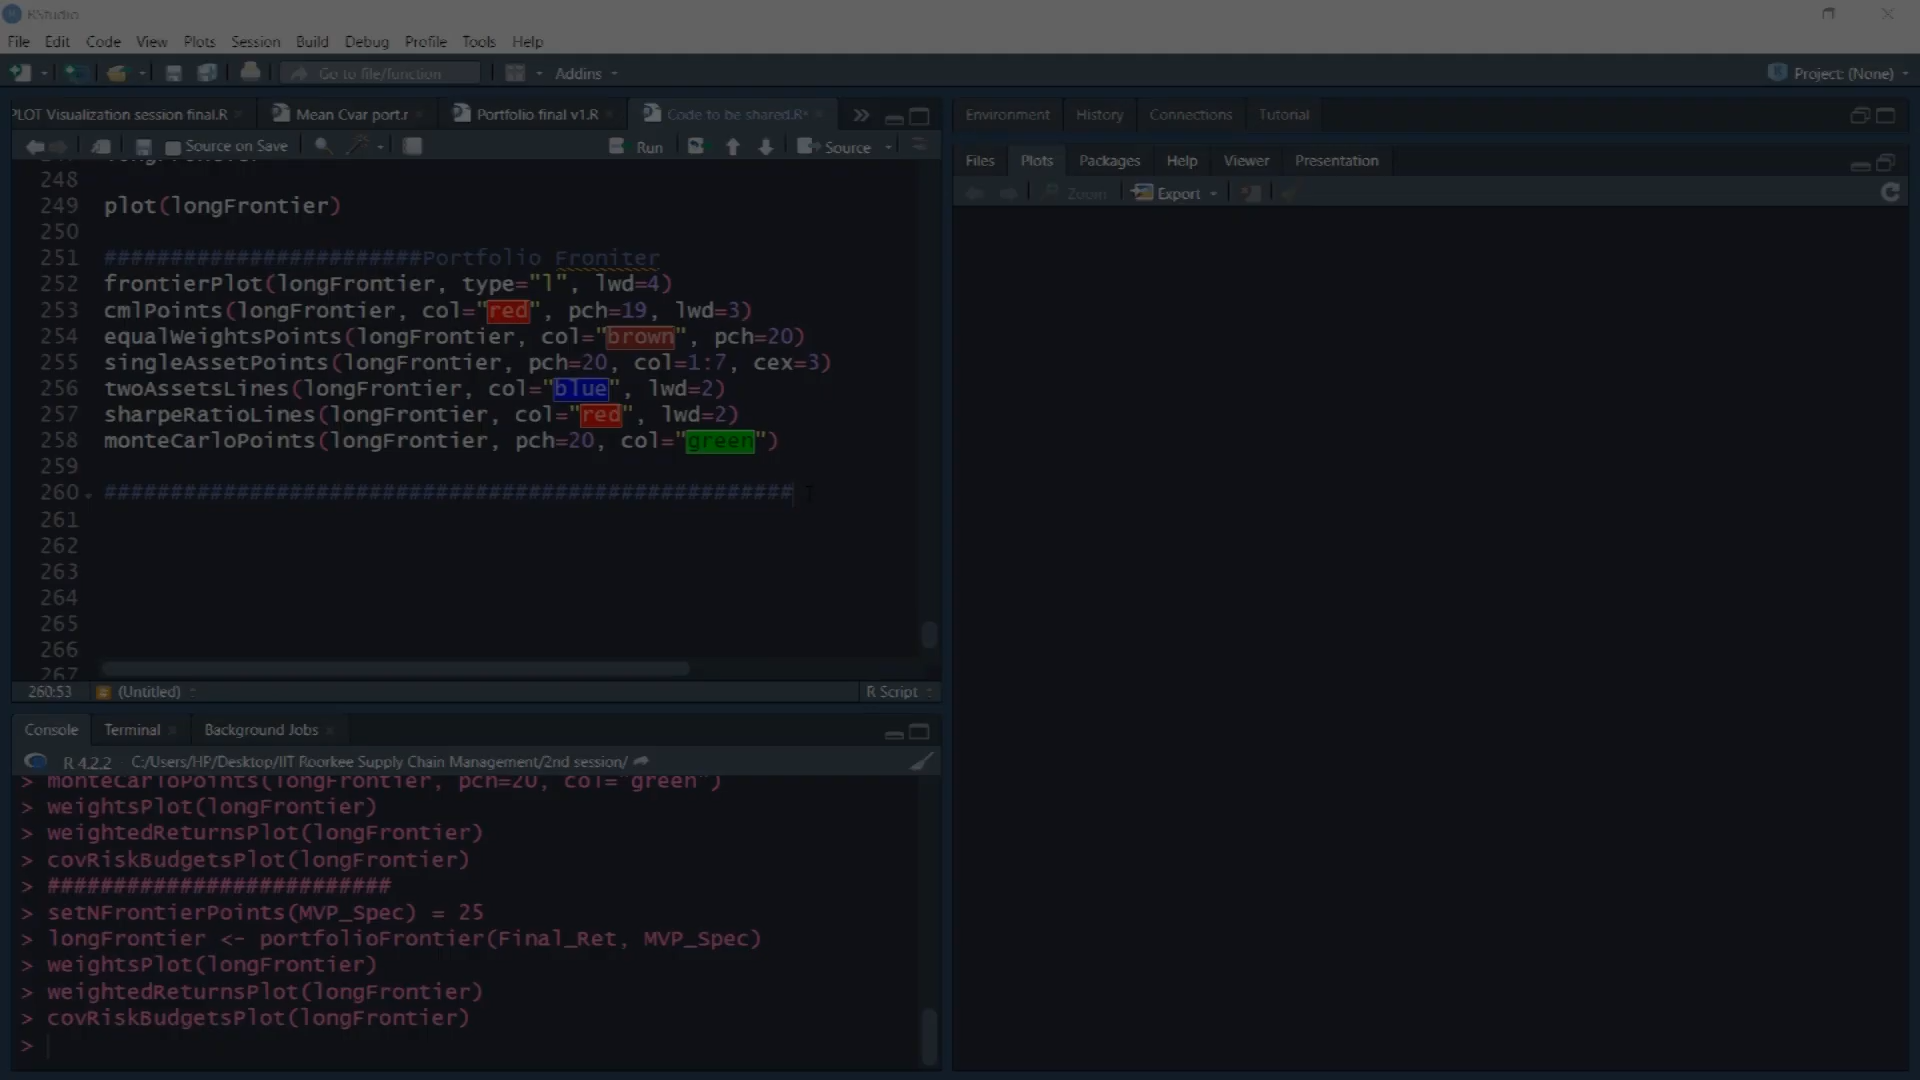 RStudio
File Edit Code View Plots Session Build Debug Profile Tools Help
Go to file/function Addins Project: (None)
PLOT Visualization session final.R Mean Cvar port.r Portfolio final v1.R Code to be shared.R*
Source on Save Run Source
248
249 plot(longFrontier)
250
251 ########################Portfolio Froniter
252 frontierPlot(longFrontier, type="l", lwd=4)
253 cmlPoints(longFrontier, col="red", pch=19, lwd=3)
254 equalWeightsPoints(longFrontier, col="brown", pch=20)
255 singleAssetPoints(longFrontier, pch=20, col=1:7, cex=3)
256 twoAssetsLines(longFrontier, col="blue", lwd=2)
257 sharpeRatioLines(longFrontier, col="red", lwd=2)
258 monteCarloPoints(longFrontier, pch=20, col="green")
259
260 ####################################################
261
262
263
264
265
266
267
260:53 (Untitled) R Script
Console Terminal Background Jobs
R 4.2.2 C:/Users/HP/Desktop/IIT Roorkee Supply Chain Management/2nd session/
> monteCarloPoints(longFrontier, pch=20, col="green")
> weightsPlot(longFrontier)
> weightedReturnsPlot(longFrontier)
> covRiskBudgetsPlot(longFrontier)
> ##########################
> setNFrontierPoints(MVP_Spec) = 25
> longFrontier <- portfolioFrontier(Final_Ret, MVP_Spec)
> weightsPlot(longFrontier)
> weightedReturnsPlot(longFrontier)
> covRiskBudgetsPlot(longFrontier)
>
Environment History Connections Tutorial
Files Plots Packages Help Viewer Presentation
Zoom Export